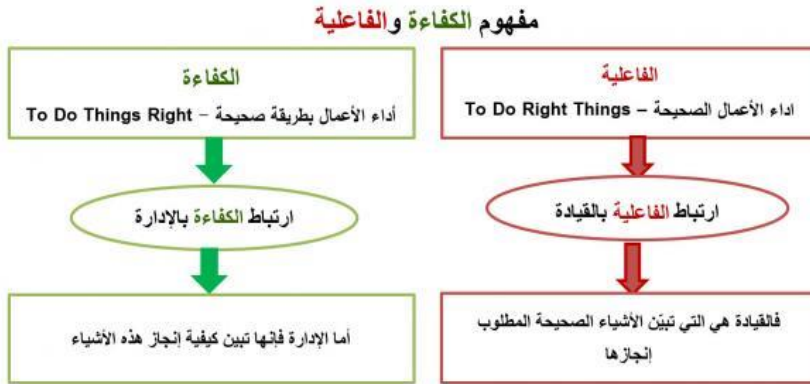 مفهوم الكفاءة والفاعلية
الفاعلية
اداء الأعمال الصحيحة – To Do Right Things
ارتباط الفاعلية بالقيادة
فالقيادة هي التي تبيّن الأشياء الصحيحة المطلوب
إنجازها
الكفاءة
أداء الأعمال بطريقة صحيحة – To Do Things Right
ارتباط الكفاءة بالإدارة
أما الإدارة فإنها تبين كيفية إنجاز هذه الأشياء